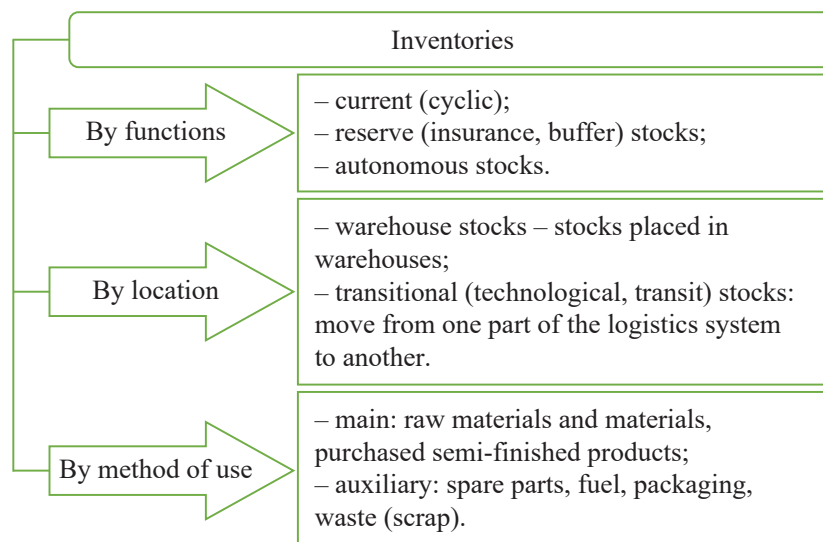 Inventories
By functions
– current (cyclic);
– reserve (insurance, buffer) stocks;
– autonomous stocks.
By location
– warehouse stocks – stocks placed in
warehouses;
– transitional (technological, transit) stocks:
move from one part of the logistics system
to another.
By method of use
– main: raw materials and materials,
purchased semi-finished products;
– auxiliary: spare parts, fuel, packaging,
waste (scrap).